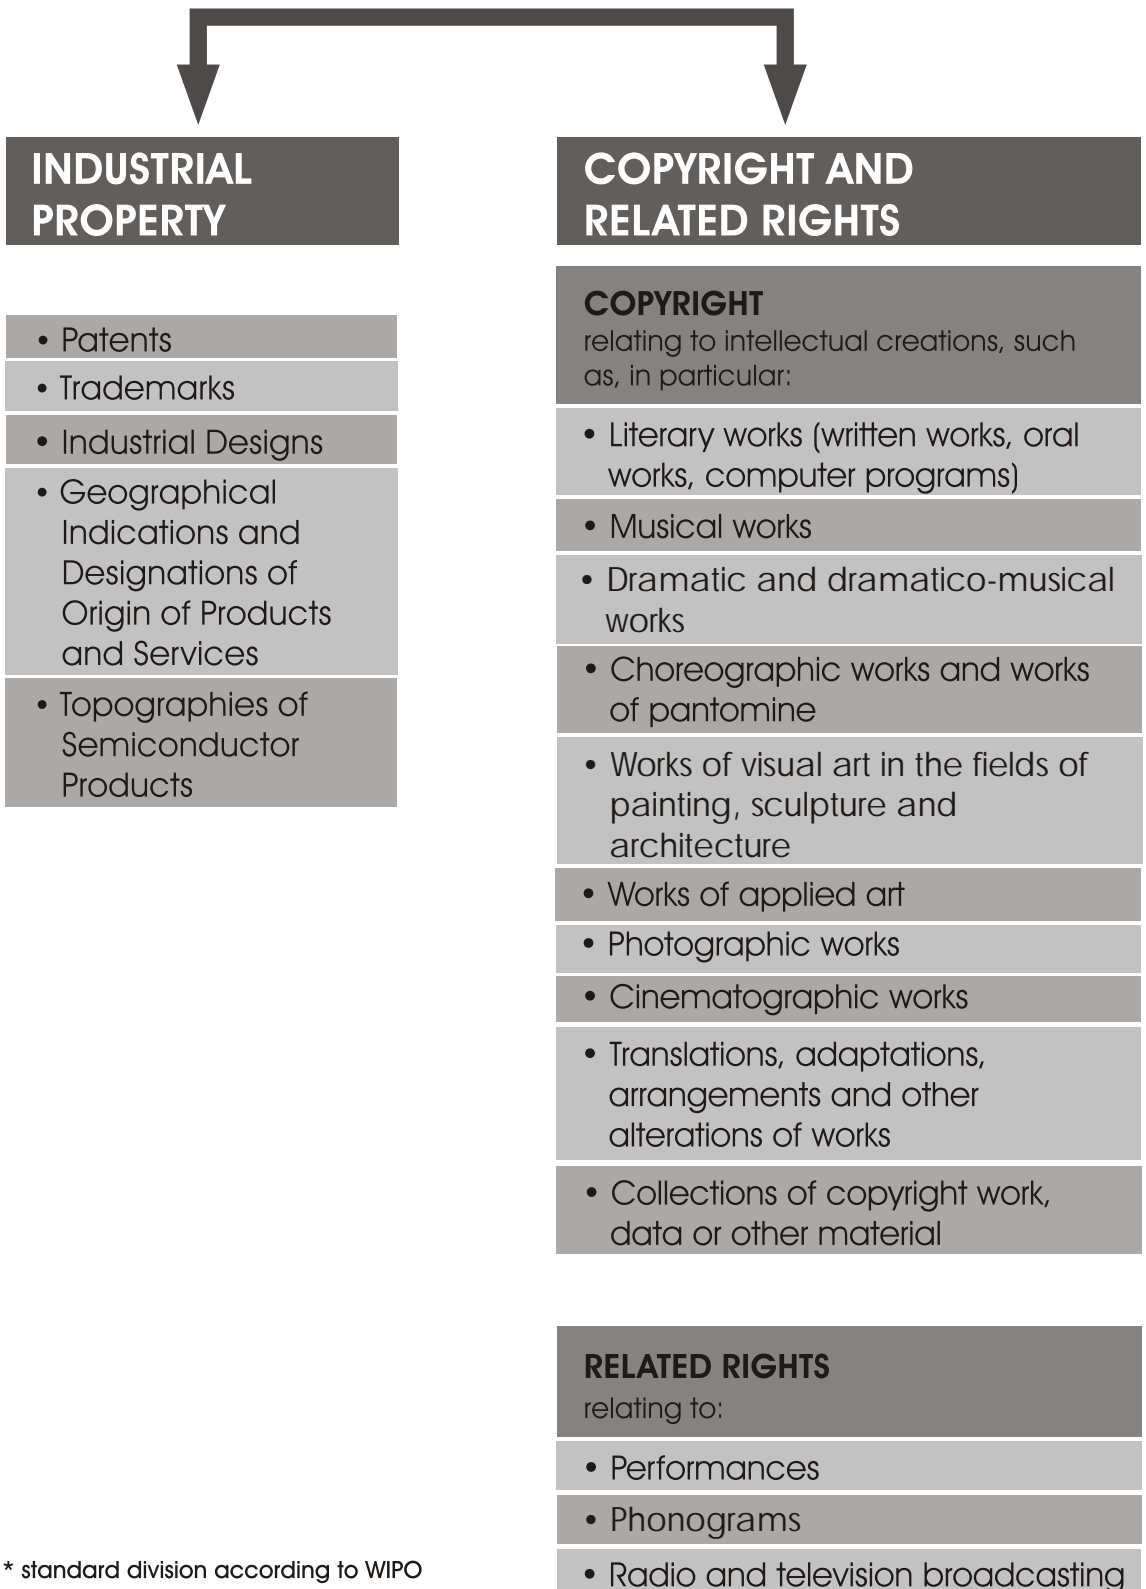 INDUSTRIAL
PROPERTY
• Patents
• Trademarks
• Industrial Designs
• Geographical
Indications and
Designations of
Origin of Products
and Services
• Topographies of
Semiconductor
Products
COPYRIGHT AND
RELATED RIGHTS
COPYRIGHT
relating to intellectual creations, such
as, in particular:
• Literary works (written works, oral
works, computer programs)
• Musical works
• Dramatic and dramatico-musical
works
• Choreographic works and works
of pantomine
• Works of visual art in the fields of
painting, sculpture and
architecture
• Works of applied art
• Photographic works
• Cinematographic works
• Translations, adaptations,
arrangements and other
alterations of works
• Collections of copyright work,
data or other material
RELATED RIGHTS
relating to:
• Performances
• Phonograms
• Radio and television broadcasting
* standard division according to WIPO